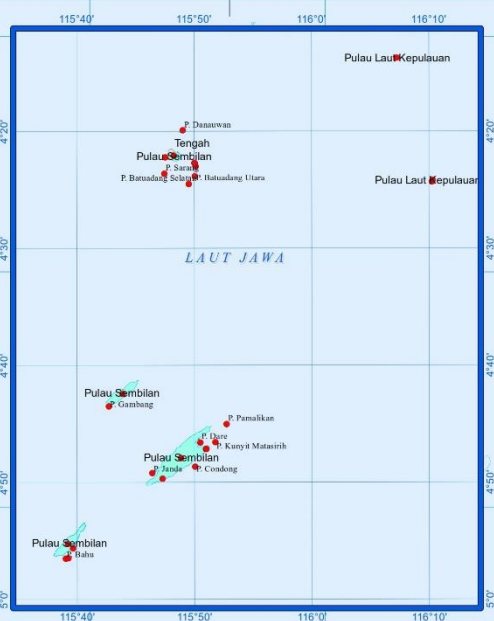 115°40' 115°50' 116°0' 116°10'
Pulau Laut Kepulauan
4°20' 4°20'
P. Danauwan
Tengah
Pulau Sembilan
P. Sarang
P. Batuadang Selatan P. Batuadang Utara
Pulau Laut Kepulauan
4°30' 4°30'
LAUT JAWA
4°40' 4°40'
Pulau Sembilan
P. Gambang
P. Pamalikan
P. Dare
P. Kunyit Matasirih
Pulau Sembilan
P. Janda P. Condong
4°50' 4°50'
Pulau Sembilan
P. Bahu
5°0' 5°0'
115°40' 115°50' 116°0' 116°10'